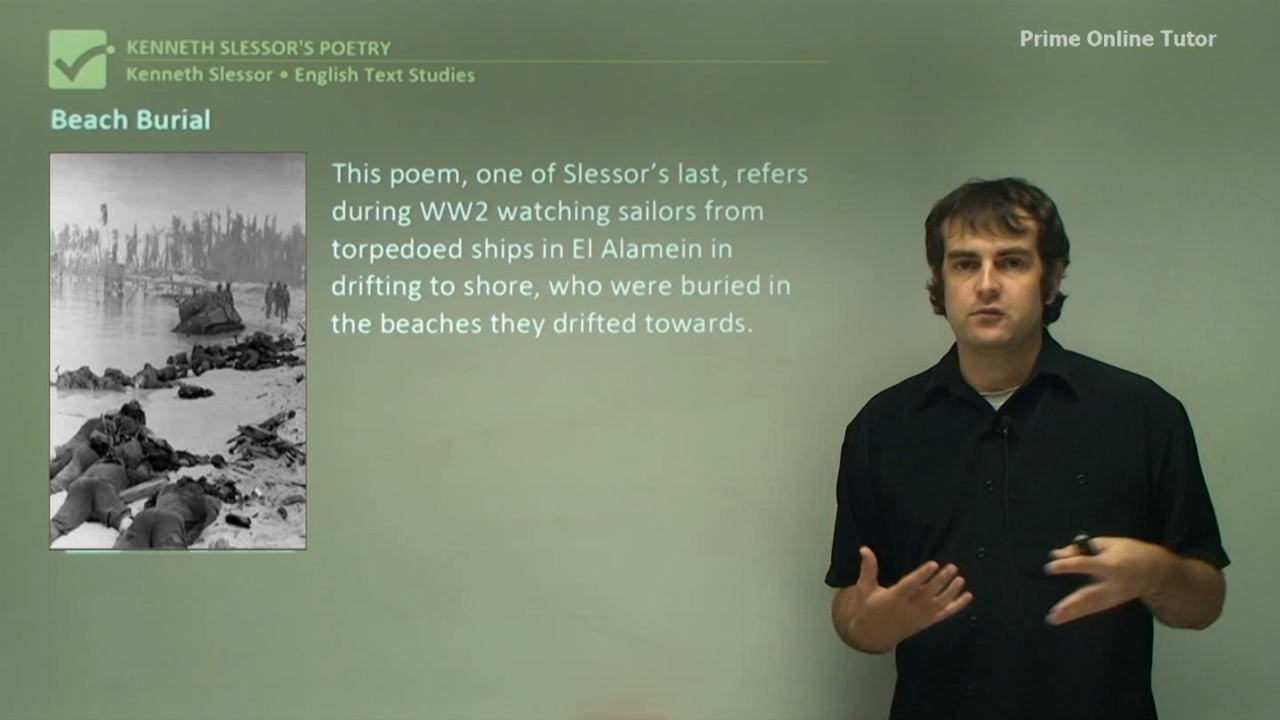 KENNETH SLESSOR'S POETRY
Kenneth Slessor • English Text Studies
Prime Online Tutor
Beach Burial
This poem, one of Slessor's last, refers
during WW2 watching sailors from
torpedoed ships in El Alamein in
drifting to shore, who were buried in
the beaches they drifted towards.